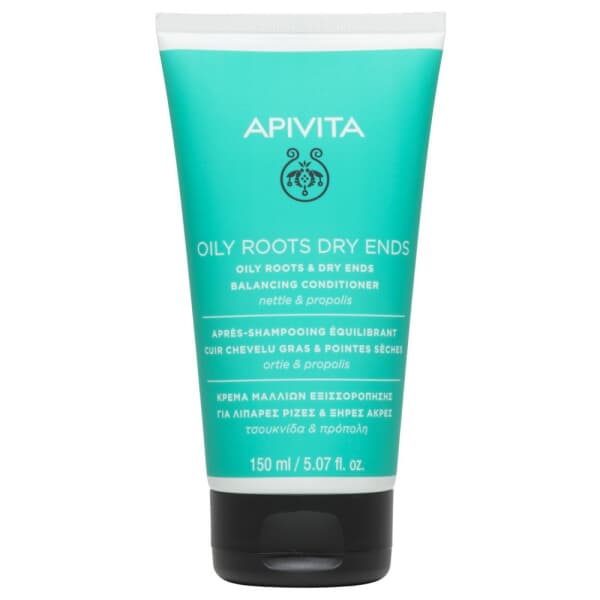 APIVITA
OILY ROOTS DRY ENDS
OILY ROOTS & DRY ENDS
BALANCING CONDITIONER
nettle & propolis
APRÈS-SHAMPOOING ÉQUILIBRANT
CUIR CHEVELU GRAS & POINTES SÈCHES
ortie & propolis
ΚΡΕΜΑ ΜΑΛΛΙΩΝ ΕΞΙΣΣΟΡΟΠΗΣΗΣ
ΓΙΑ ΛΙΠΑΡΕΣ ΡΙΖΕΣ & ΞΗΡΕΣ ΑΚΡΕΣ
τσουκνίδα & πρόπολη
150 ml / 5.07 fl. oz.